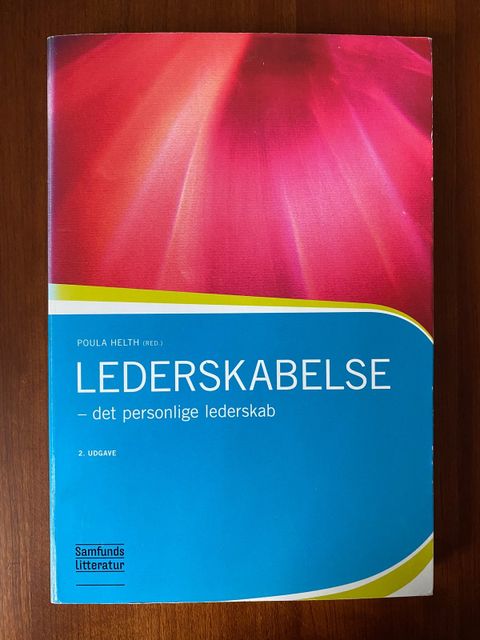 POULA HELTH (RED.)
LEDERSKABELSE
– det personlige lederskab
2. UDGAVE
Samfunds
litteratur